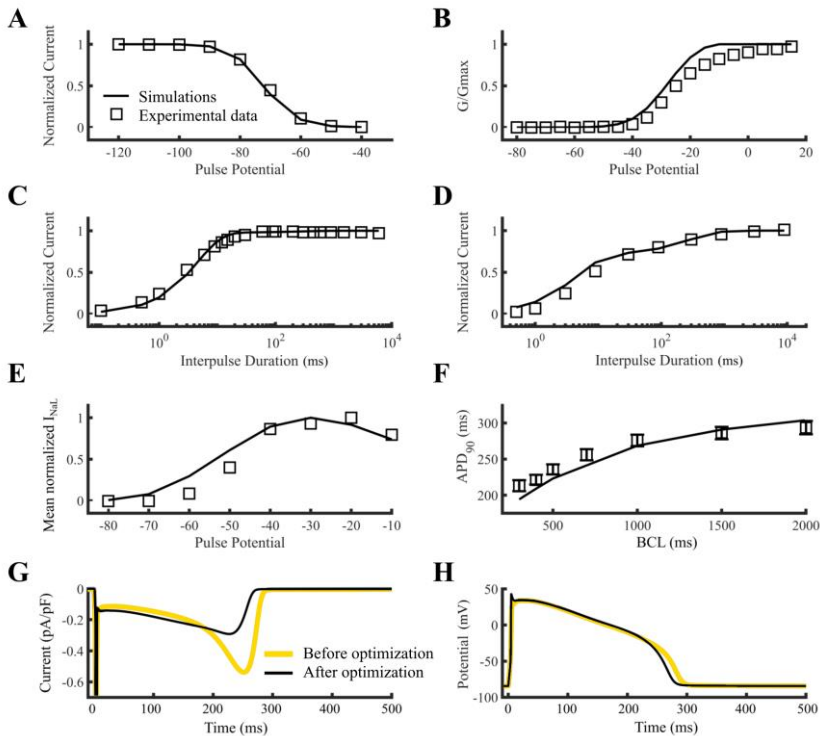 A
Normalized Current
1
0.5
0
-120 -100 -80 -60 -40
Pulse Potential
Simulations
Experimental data
B
G/Gmax
1
0.5
0
-80 -60 -40 -20 0 20
Pulse Potential
C
Normalized Current
1
0.5
0
10^0 10^2 10^4
Interpulse Duration (ms)
D
Normalized Current
1
0.5
0
10^0 10^2 10^4
Interpulse Duration (ms)
E
Mean normalized I_NaL
1
0.5
0
-80 -70 -60 -50 -40 -30 -20 -10
Pulse Potential
F
APD_90 (ms)
300
250
200
500 1000 1500 2000
BCL (ms)
G
Current (pA/pF)
0
-0.2
-0.4
-0.6
0 100 200 300 400 500
Time (ms)
Before optimization
After optimization
H
Potential (mV)
50
0
-50
-100
0 100 200 300 400 500
Time (ms)